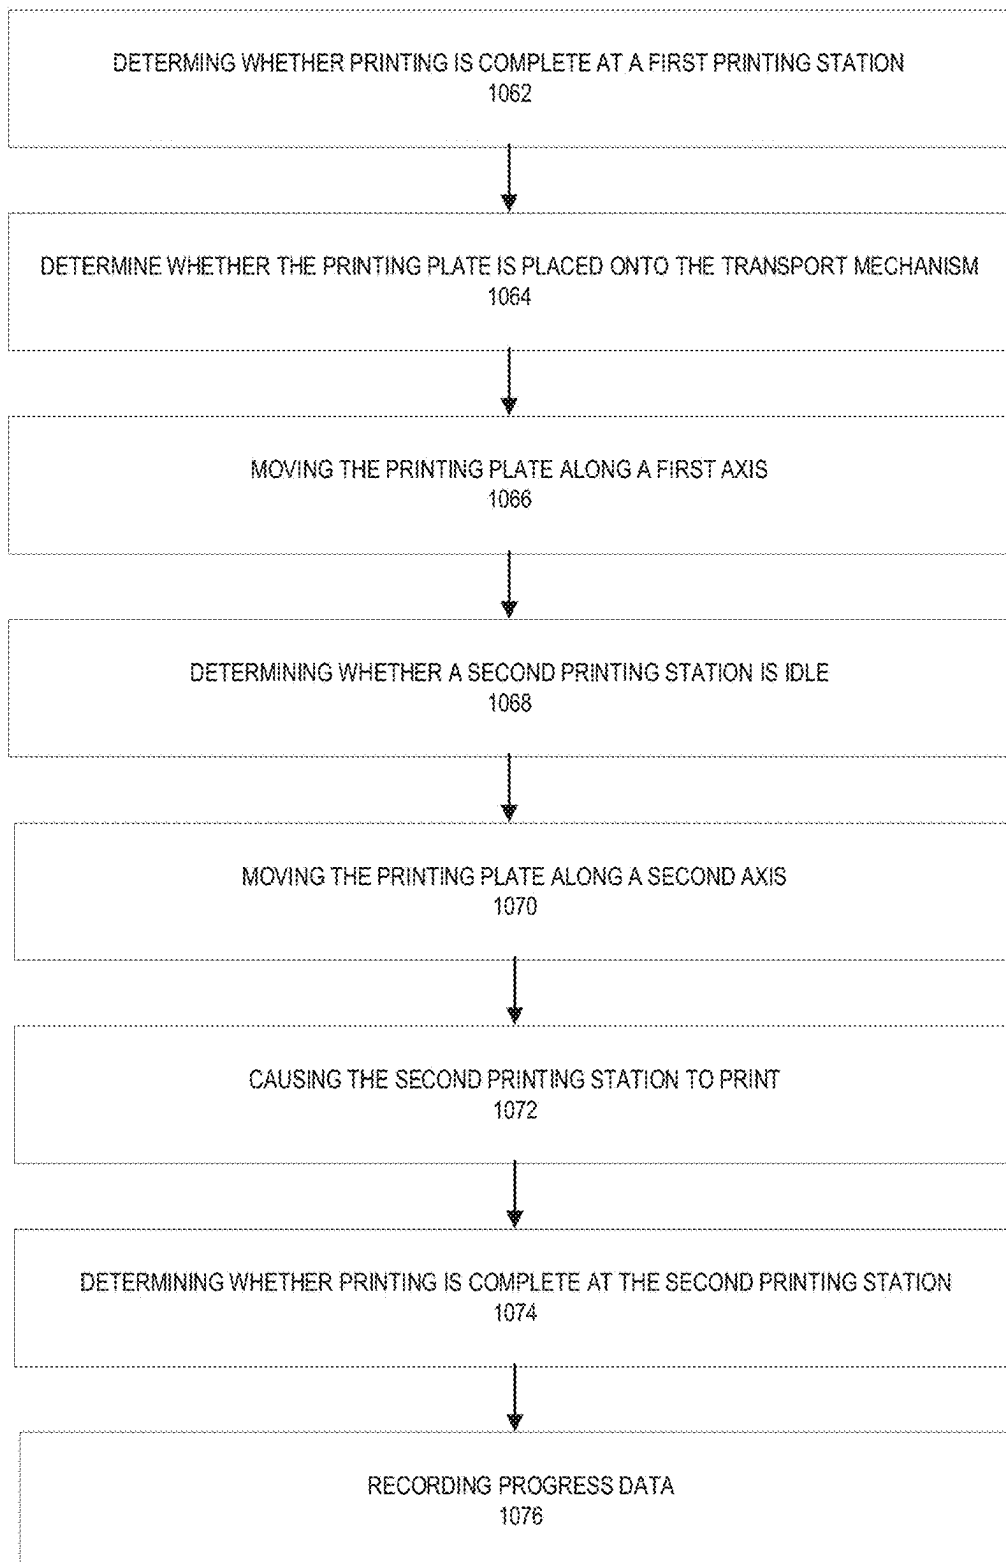 DETERMING WHETHER PRINTING IS COMPLETE AT A FIRST PRINTING STATION
1062
DETERMINE WHETHER THE PRINTING PLATE IS PLACED ONTO THE TRANSPORT MECHANISM
1064
MOVING THE PRINTING PLATE ALONG A FIRST AXIS
1066
DETERMINING WHETHER A SECOND PRINTING STATION IS IDLE
1068
MOVING THE PRINTING PLATE ALONG A SECOND AXIS
1070
CAUSING THE SECOND PRINTING STATION TO PRINT
1072
DETERMINING WHETHER PRINTING IS COMPLETE AT THE SECOND PRINTING STATION
1074
RECORDING PROGRESS DATA
1076